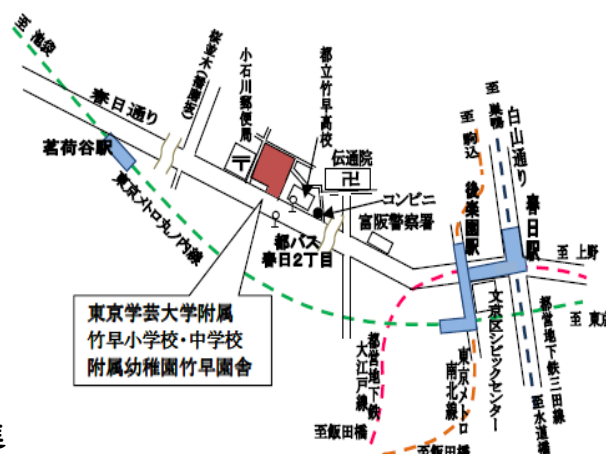 至 池袋
春日通り
桜並木(播磨坂)
小石川郵便局
都立竹早高校
伝通院
卍
〒
茗荷谷駅
東京メトロ丸ノ内線
コンビニ
富阪警察署
都バス
春日2丁目
至 駒込
至 巣鴨
白山通り
後楽園駅
春日駅
至 上野
至 東京
東京学芸大学附属
竹早小学校・中学校
附属幼稚園竹早園舎
都営地下鉄
大江戸線
東京メトロ
南北線
文京区シビックセンター
都営地下鉄三田線
至飯田橋
至飯田橋
至水道橋